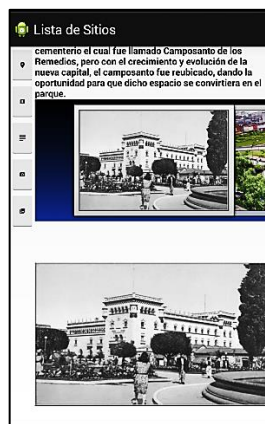 Lista de Sitios
cementerio el cual fue llamado Camposanto de los
Remedios, pero con el crecimiento y evolución de la
nueva capital, el camposanto fue reubicado, dando la
oportunidad para que dicho espacio se convirtiera en el
parque.